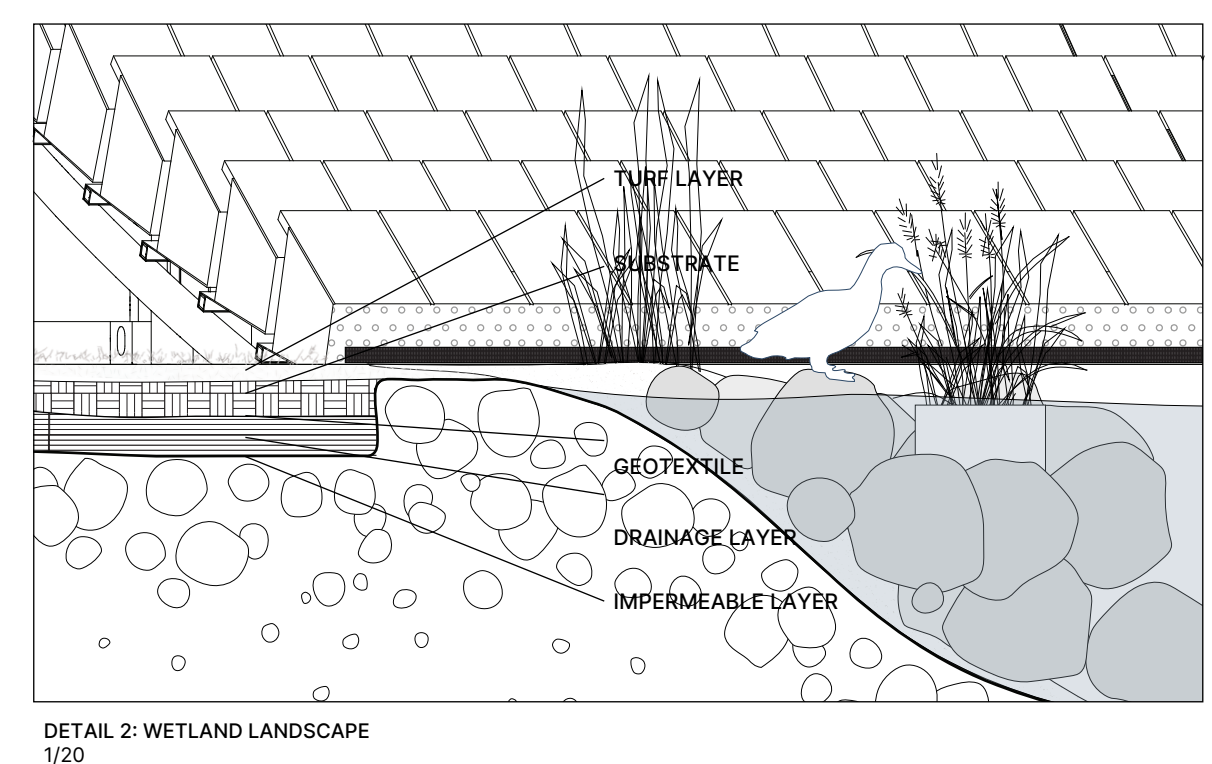 TURF LAYER
SUBSTRATE
GEOTEXTILE
DRAINAGE LAYER
IMPERMEABLE LAYER
DETAIL 2: WETLAND LANDSCAPE
1/20